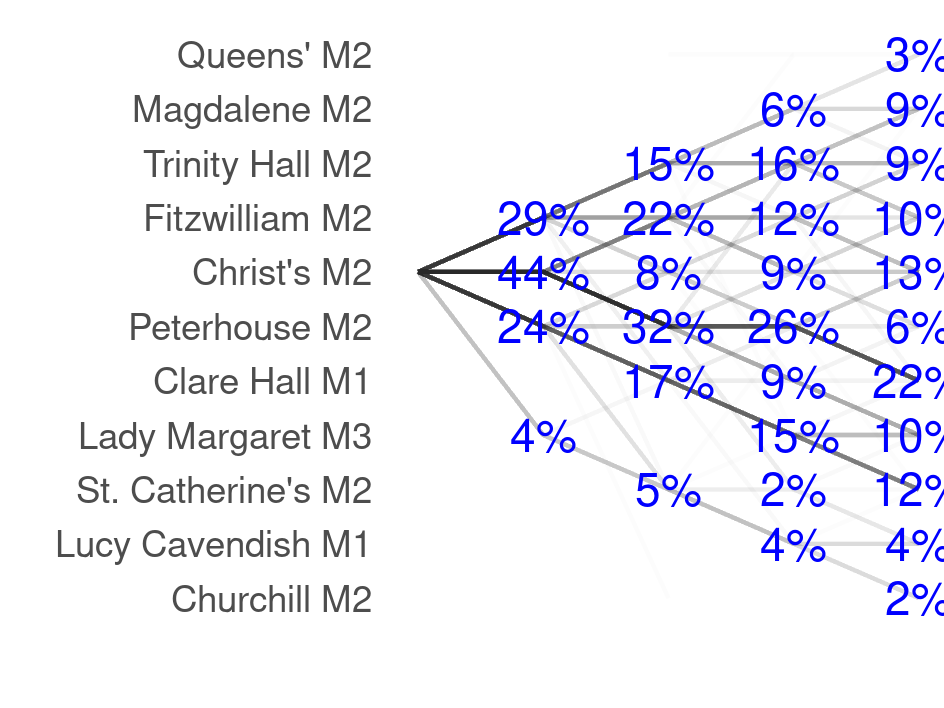 Queens' M2 3%
Magdalene M2 6% 9%
Trinity Hall M2 15% 16% 9%
Fitzwilliam M2 29% 22% 12% 10%
Christ's M2 44% 8% 9% 13%
Peterhouse M2 24% 32% 26% 6%
Clare Hall M1 17% 9% 22%
Lady Margaret M3 4% 15% 10%
St. Catherine's M2 5% 2% 12%
Lucy Cavendish M1 4% 4%
Churchill M2 2%